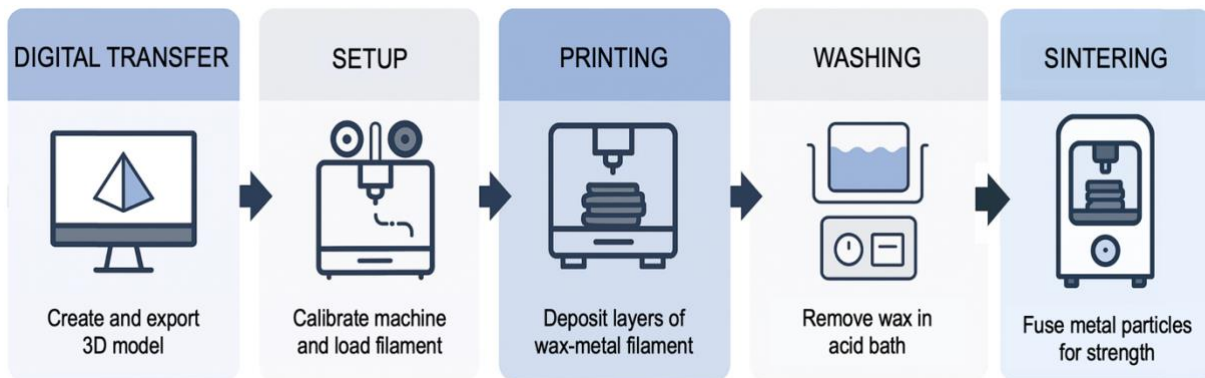 DIGITAL TRANSFER
Create and export
3D model
SETUP
Calibrate machine
and load filament
PRINTING
Deposit layers of
wax-metal filament
WASHING
Remove wax in
acid bath
SINTERING
Fuse metal particles
for strength